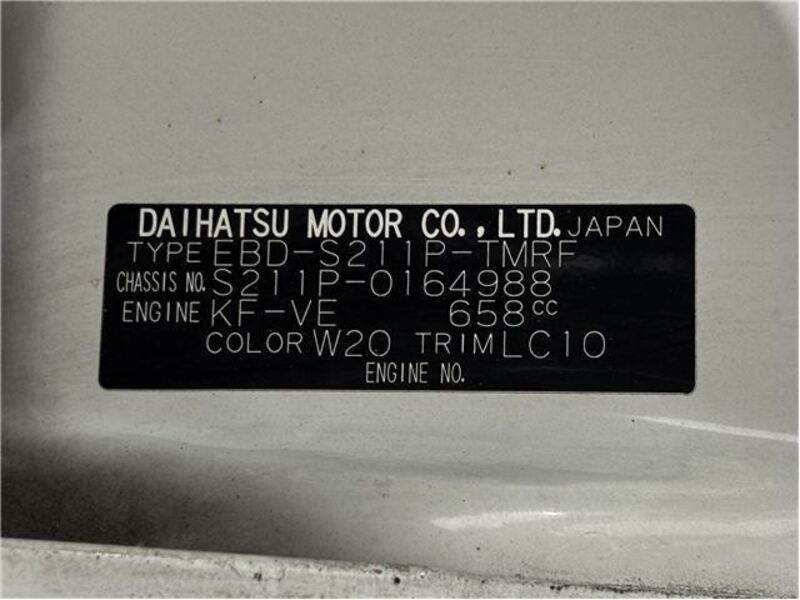 DAIHATSU MOTOR CO., LTD. JAPAN
TYPE EBD-S211P-TMRF
CHASSIS NO. S211P-0164988
ENGINE KF-VE 658cc
COLOR W20 TRIM LC10
ENGINE NO.